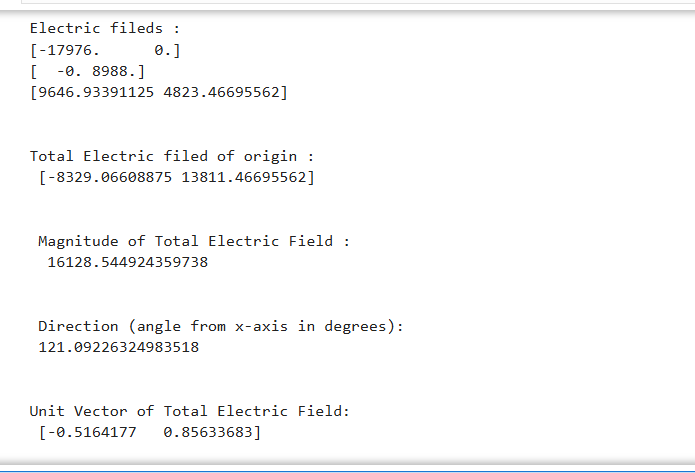 Electric fileds :
[-17976.      0.]
[  -0. 8988.]
[9646.93391125 4823.46695562]
Total Electric filed of origin :
[-8329.06608875 13811.46695562]
Magnitude of Total Electric Field :
16128.544924359738
Direction (angle from x-axis in degrees):
121.09226324983518
Unit Vector of Total Electric Field:
[-0.5164177   0.85633683]